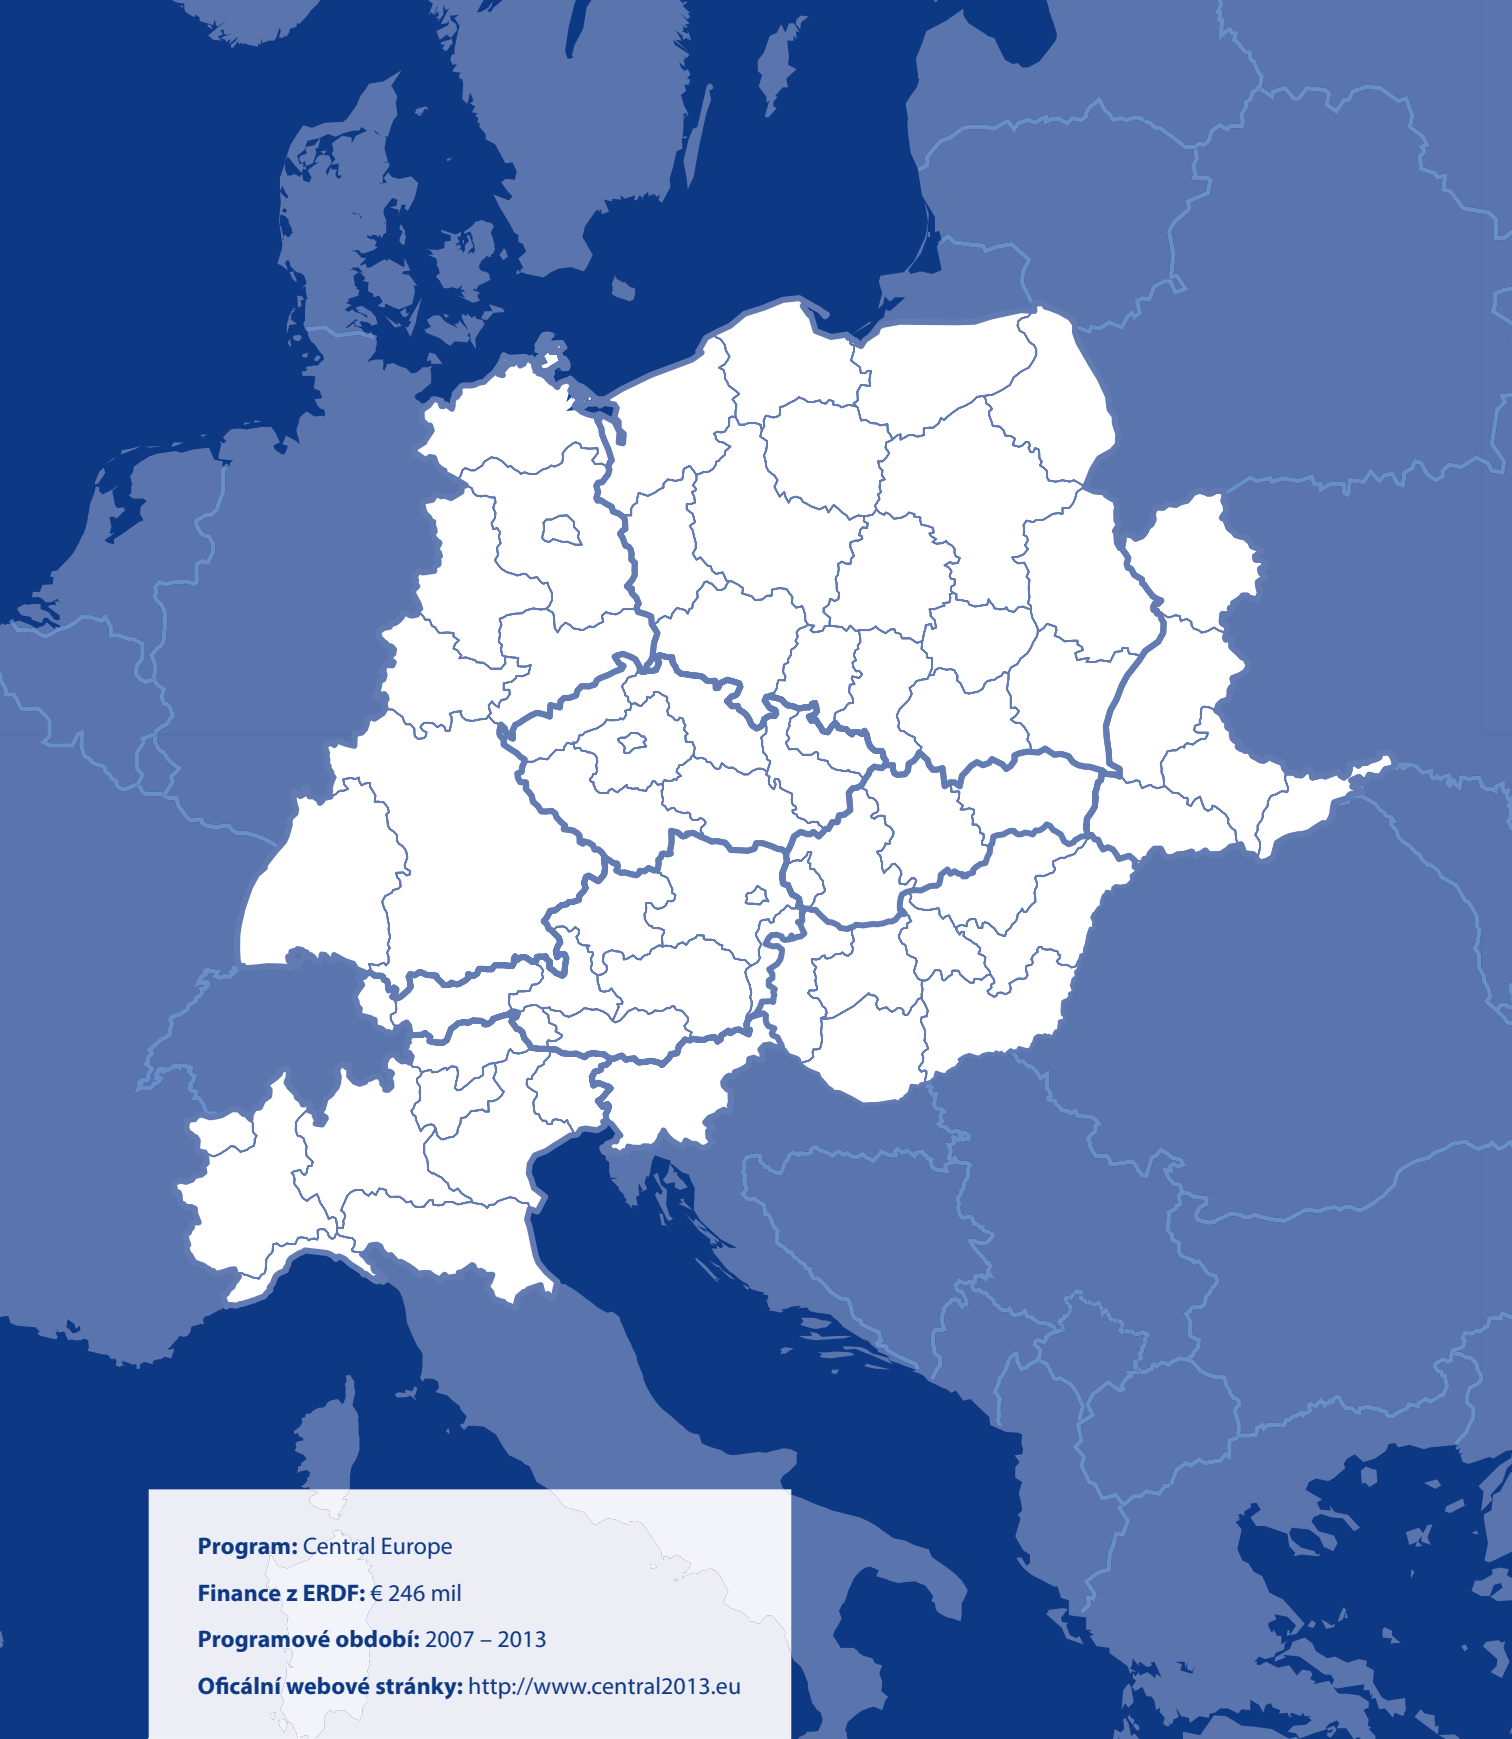 Program: Central Europe
Finance z ERDF: € 246 mil
Programové období: 2007 – 2013
Oficální webové stránky: http://www.central2013.eu